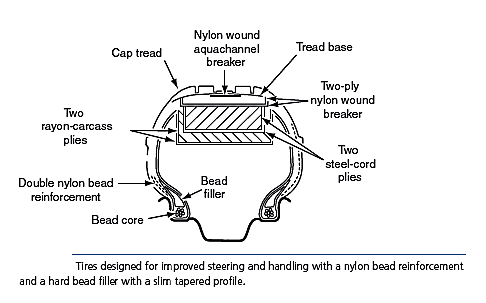 Nylon wound
aquachannel
breaker
Cap tread
Tread base
Two-ply
nylon wound
breaker
Two
rayon-carcass
plies
Two
steel-cord
plies
Double nylon bead
reinforcement
Bead
filler
Bead core
Tires designed for improved steering and handling with a nylon bead reinforcement
and a hard bead filler with a slim tapered profile.